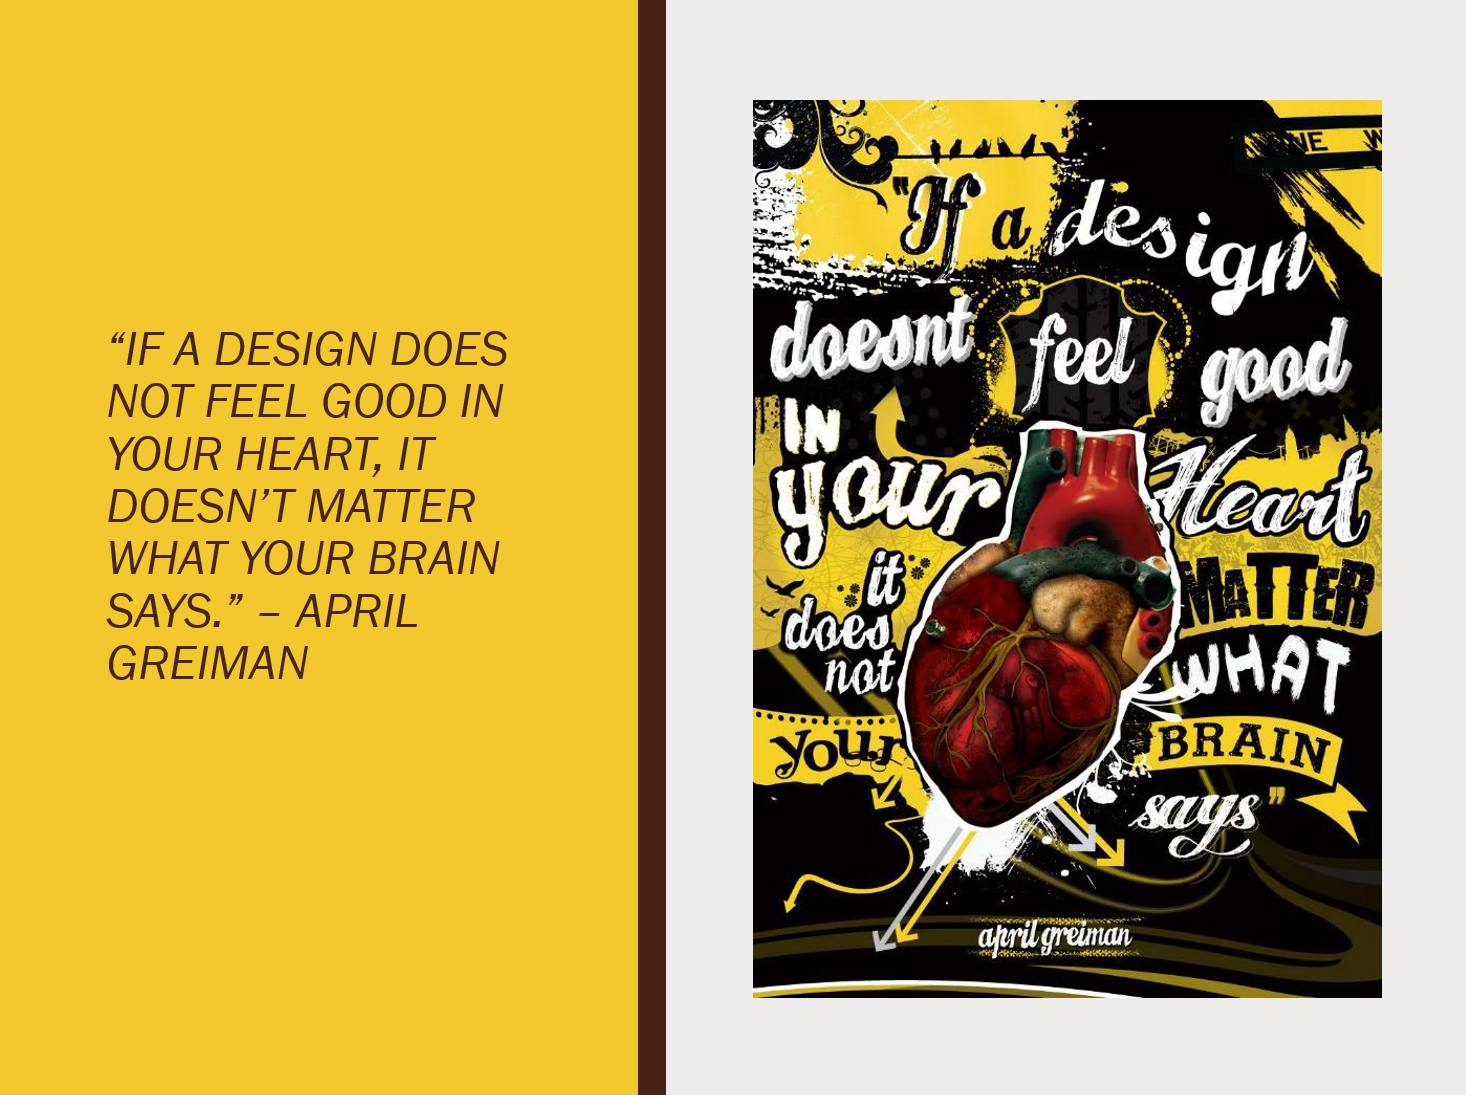 “IF A DESIGN DOES
NOT FEEL GOOD IN
YOUR HEART, IT
DOESN’T MATTER
WHAT YOUR BRAIN
SAYS.” – APRIL
GREIMAN
"If a design
doesnt feel good
IN
your Heart
it MATTER
does WHAT
not
your BRAIN
says"
april greiman